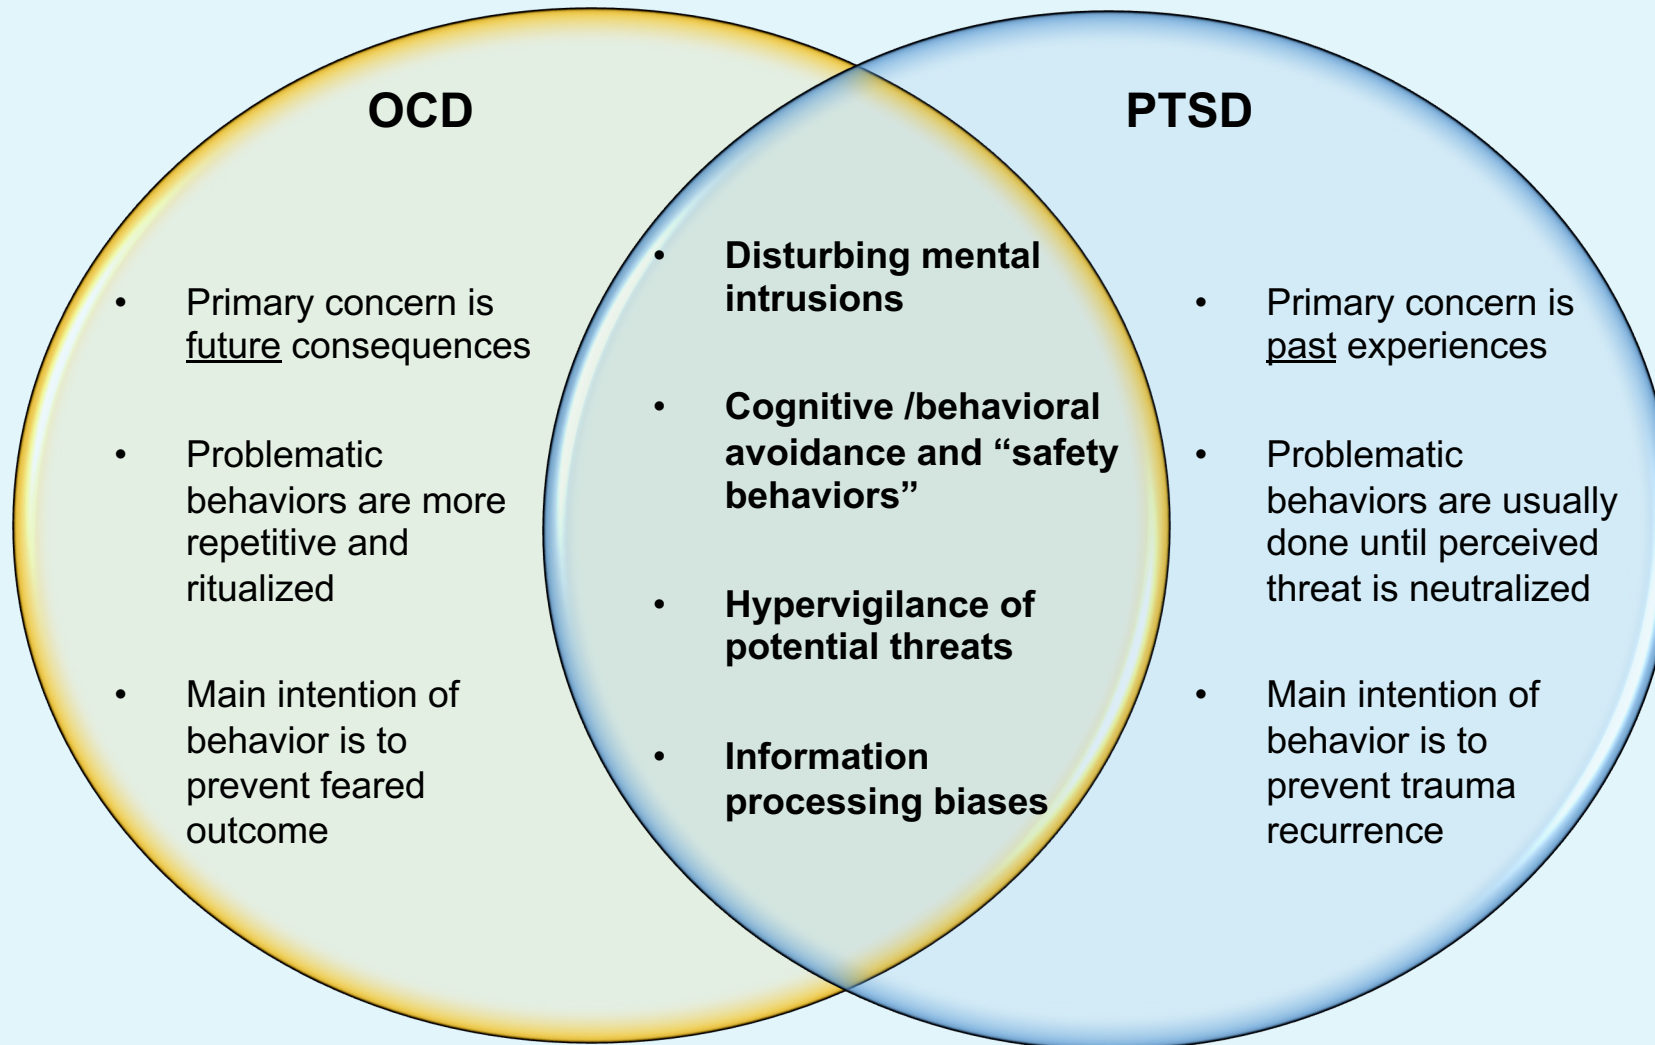 OCD
• Primary concern is
future consequences
• Problematic
behaviors are more
repetitive and
ritualized
• Main intention of
behavior is to
prevent feared
outcome
• Disturbing mental
intrusions
• Cognitive /behavioral
avoidance and “safety
behaviors”
• Hypervigilance of
potential threats
• Information
processing biases
PTSD
• Primary concern is
past experiences
• Problematic
behaviors are usually
done until perceived
threat is neutralized
• Main intention of
behavior is to
prevent trauma
recurrence